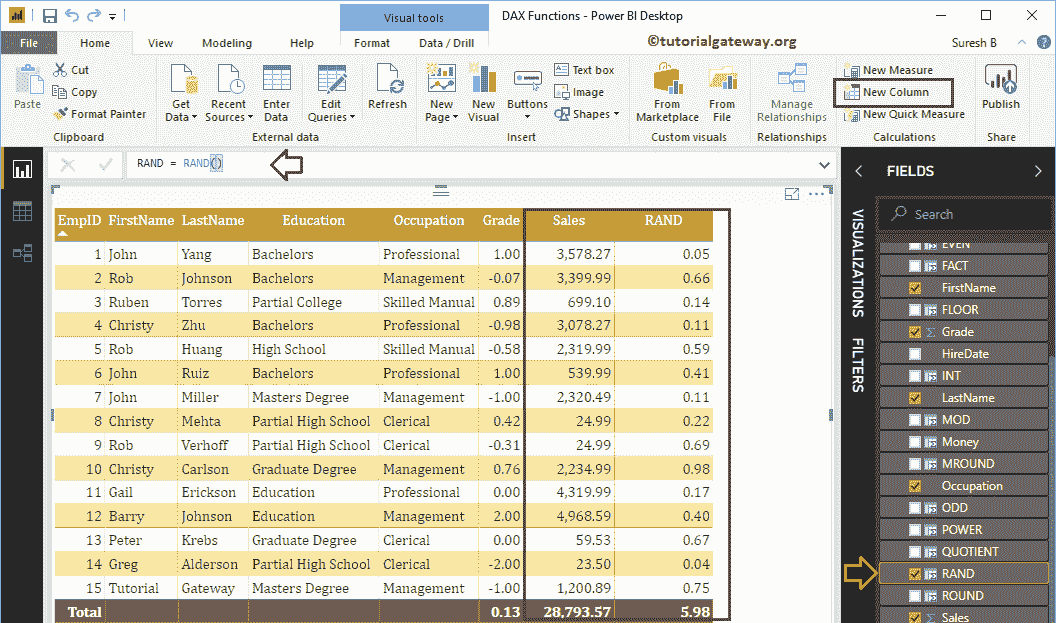 Visual tools
DAX Functions - Power BI Desktop
File Home View Modeling Help Format Data / Drill
©tutorialgateway.org
Suresh B
Paste
Cut
Copy
Format Painter
Clipboard
Get Data
Recent Sources
Enter Data
Edit Queries
Refresh
External data
New Page
New Visual
Buttons
Text box
Image
Shapes
Insert
From Marketplace
From File
Custom visuals
Manage Relationships
Relationships
New Measure
New Column
New Quick Measure
Calculations
Publish
Share
RAND = RAND()
EmpID FirstName LastName Education Occupation Grade Sales RAND
1 John Yang Bachelors Professional 1.00 3,578.27 0.05
2 Rob Johnson Bachelors Management -0.07 3,399.99 0.66
3 Ruben Torres Partial College Skilled Manual 0.89 699.10 0.14
4 Christy Zhu Bachelors Professional -0.98 3,078.27 0.11
5 Rob Huang High School Skilled Manual -0.58 2,319.99 0.59
6 John Ruiz Bachelors Professional 1.00 539.99 0.41
7 John Miller Masters Degree Management -1.00 2,320.49 0.11
8 Christy Mehta Partial High School Clerical 0.42 24.99 0.22
9 Rob Verhoff Partial High School Clerical -0.31 24.99 0.69
10 Christy Carlson Graduate Degree Management 0.76 2,234.99 0.98
11 Gail Erickson Education Professional 0.00 4,319.99 0.17
12 Barry Johnson Education Management 2.00 4,968.59 0.40
13 Peter Krebs Graduate Degree Clerical 0.00 59.53 0.67
14 Greg Alderson Partial High School Clerical -2.00 23.50 0.04
15 Tutorial Gateway Masters Degree Management -1.00 1,200.89 0.75
Total 0.13 28,793.57 5.98
VISUALIZATIONS
FILTERS
FIELDS
Search
EVEN
FACT
FirstName
FLOOR
Grade
HireDate
INT
LastName
MOD
Money
MROUND
Occupation
ODD
POWER
QUOTIENT
RAND
ROUND
Sales